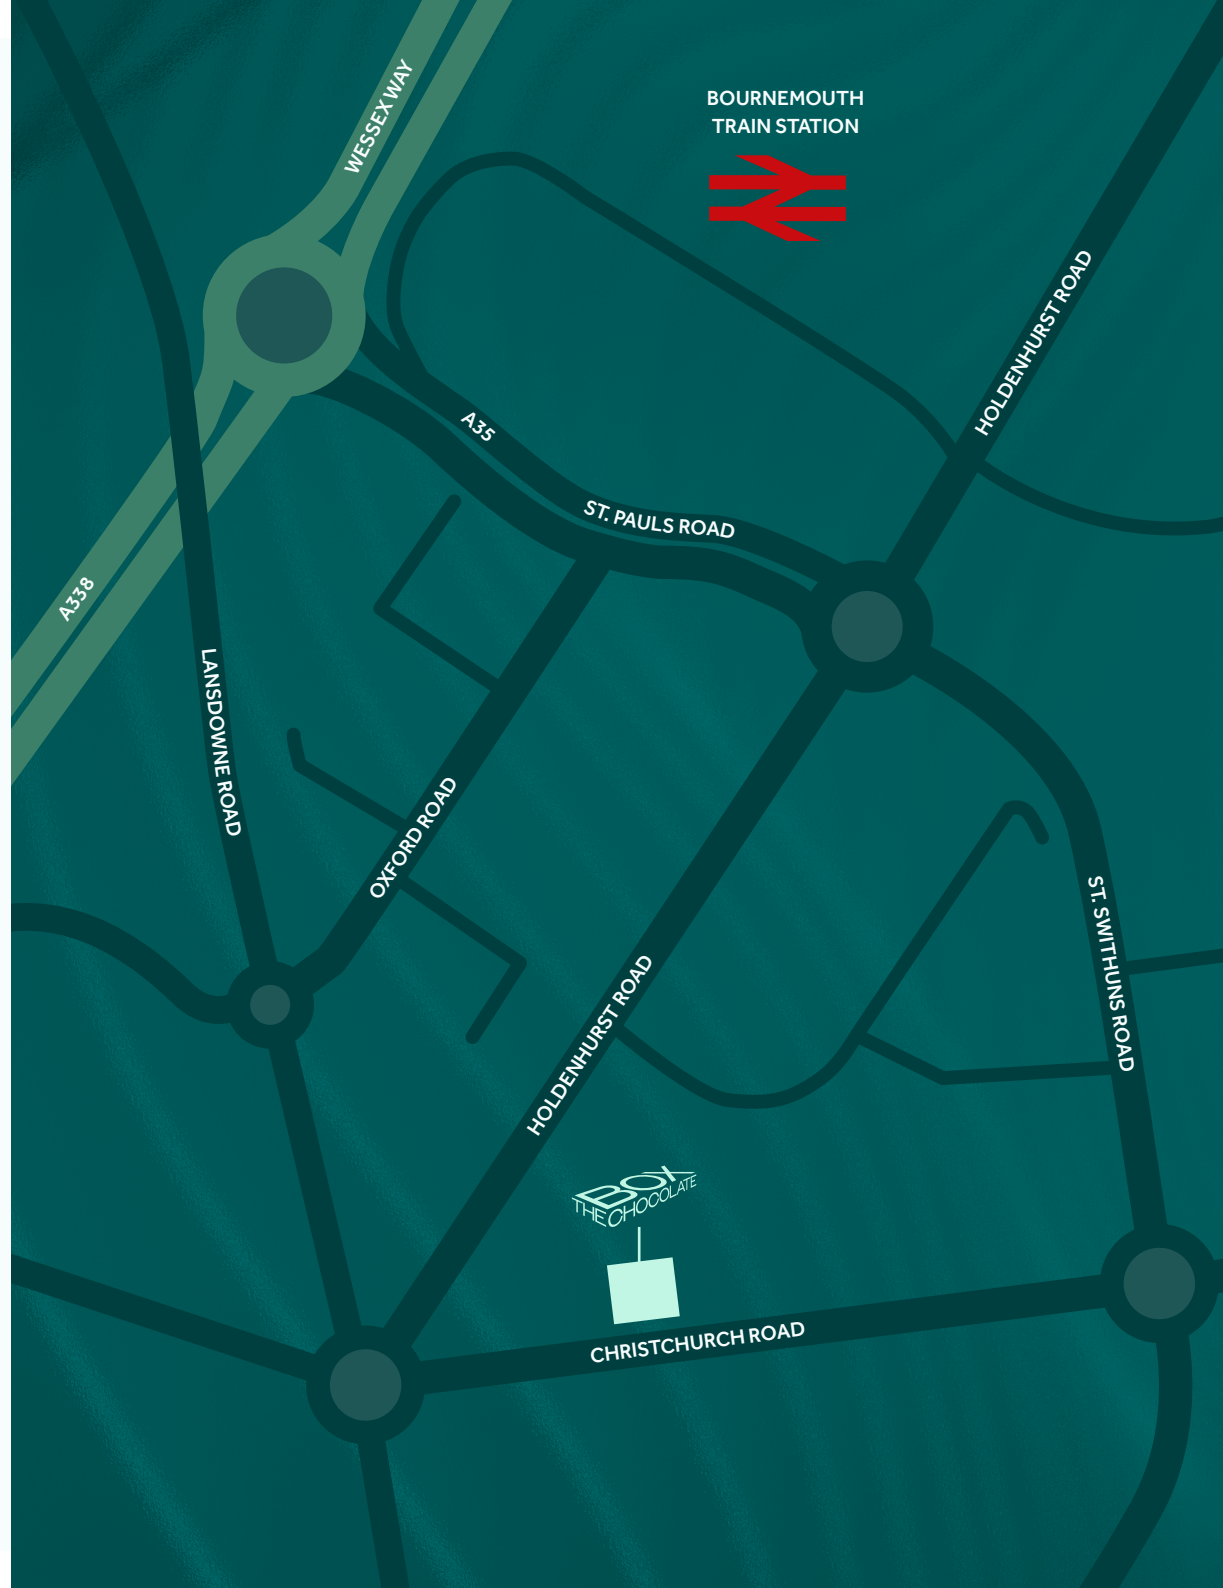 WESSEX WAY
BOURNEMOUTH
TRAIN STATION
HOLDENHURST ROAD
A35
ST. PAULS ROAD
A338
LANSDOWNE ROAD
OXFORD ROAD
ST. SWITHUNS ROAD
HOLDENHURST ROAD
BOX
THE CHOCOLATE
CHRISTCHURCH ROAD